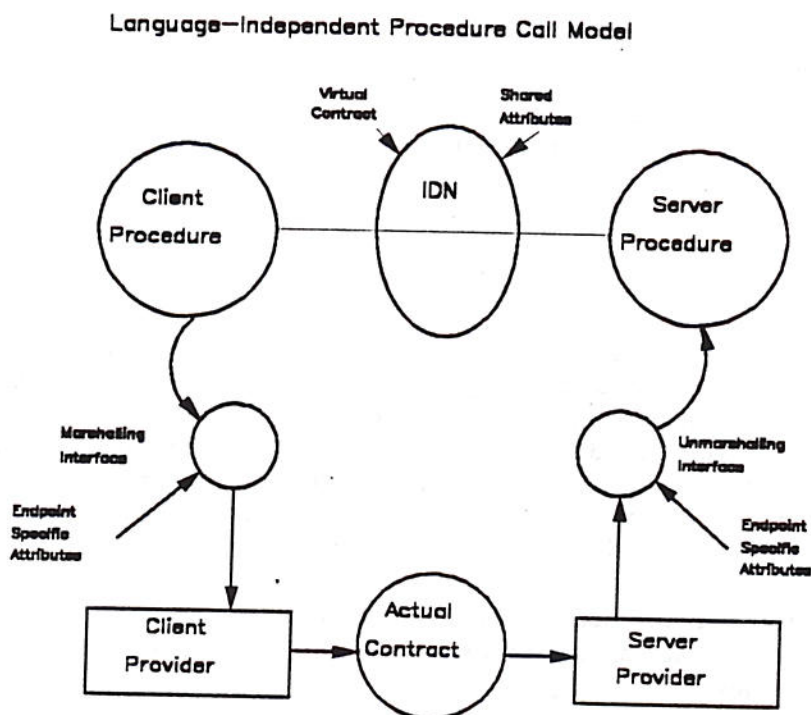 Language-Independent Procedure Call Model
Virtual
Contract
Shared
Attributes
Client
Procedure
IDN
Server
Procedure
Marshalling
Interface
Unmarshalling
Interface
Endpoint
Specific
Attributes
Endpoint
Specific
Attributes
Client
Provider
Actual
Contract
Server
Provider